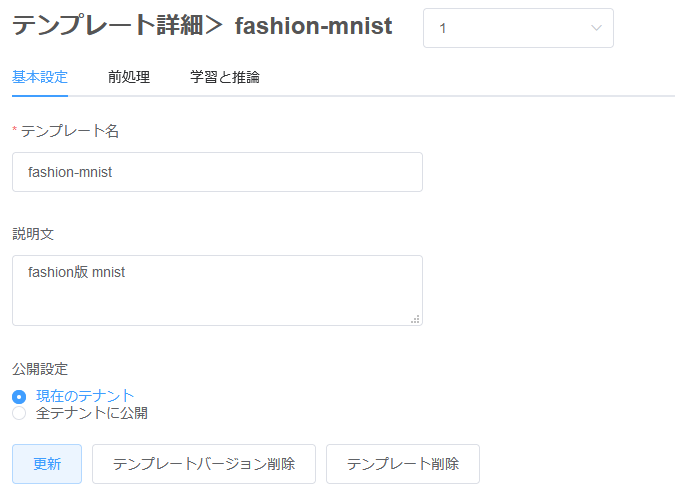 テンプレート詳細＞ fashion-mnist 1
基本設定 前処理 学習と推論
* テンプレート名
fashion-mnist
説明文
fashion版 mnist
公開設定
現在のテナント
全テナントに公開
更新 テンプレートバージョン削除 テンプレート削除